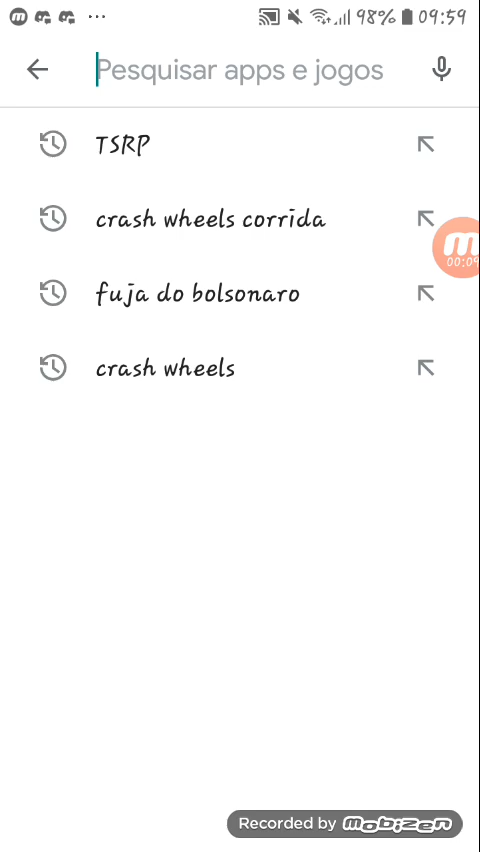 98% 09:59
Pesquisar apps e jogos
TSRP
crash wheels corrida
00:09
fuja do bolsonaro
crash wheels
Recorded by mobizen